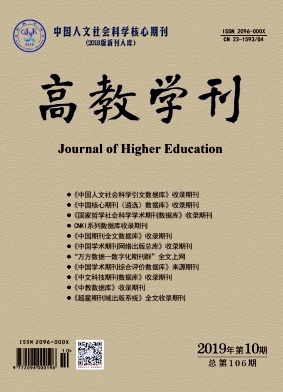 中国人文社会科学核心期刊
(2018版新刊入库)
ISSN 2096-000X
CN 23-1593/G4
高教学刊
Journal of Higher Education
●《中国人文社会科学引文数据库》收录期刊
●《中国核心期刊（遴选）数据库》收录期刊
●《国家哲学社会科学学术期刊数据库》收录期刊
●CNKI系列数据库收录期刊
●《中国期刊全文数据库》收录期刊
●《中国学术期刊网络出版总库》收录期刊
●“万方数据—数字化期刊群”全文上网
●《中国学术期刊综合评价数据库》来源期刊
●《中文科技期刊数据库》收录期刊
●《中教数据库》收录期刊
●《超星期刊域出版系统》全文收录期刊
ISSN 2096-000X
10>
9 772096 000196
2019年第10期
总第106期